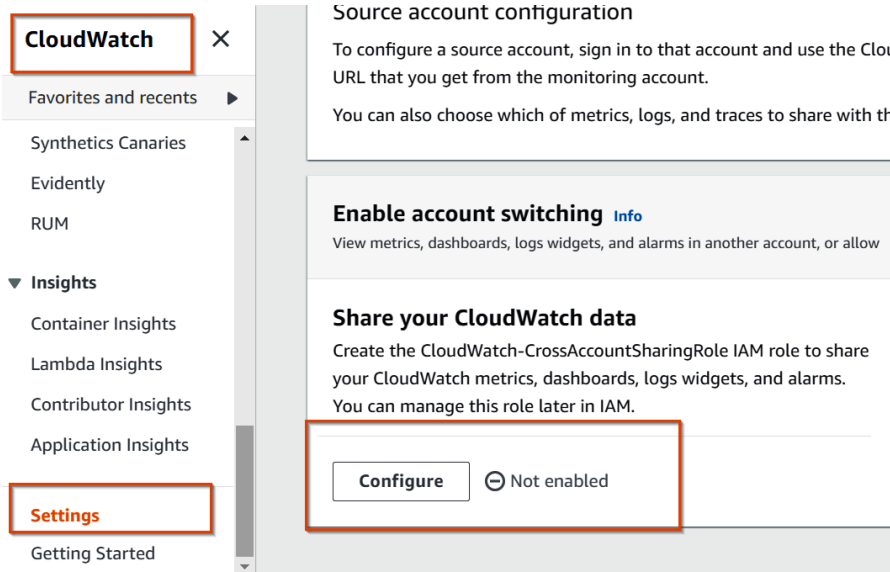 CloudWatch
Favorites and recents
Synthetics Canaries
Evidently
RUM
Insights
Container Insights
Lambda Insights
Contributor Insights
Application Insights
Settings
Getting Started
Source account configuration
To configure a source account, sign in to that account and use the Clou
URL that you get from the monitoring account.
You can also choose which of metrics, logs, and traces to share with th
Enable account switching Info
View metrics, dashboards, logs widgets, and alarms in another account, or allow
Share your CloudWatch data
Create the CloudWatch-CrossAccountSharingRole IAM role to share
your CloudWatch metrics, dashboards, logs widgets, and alarms.
You can manage this role later in IAM.
Configure Not enabled